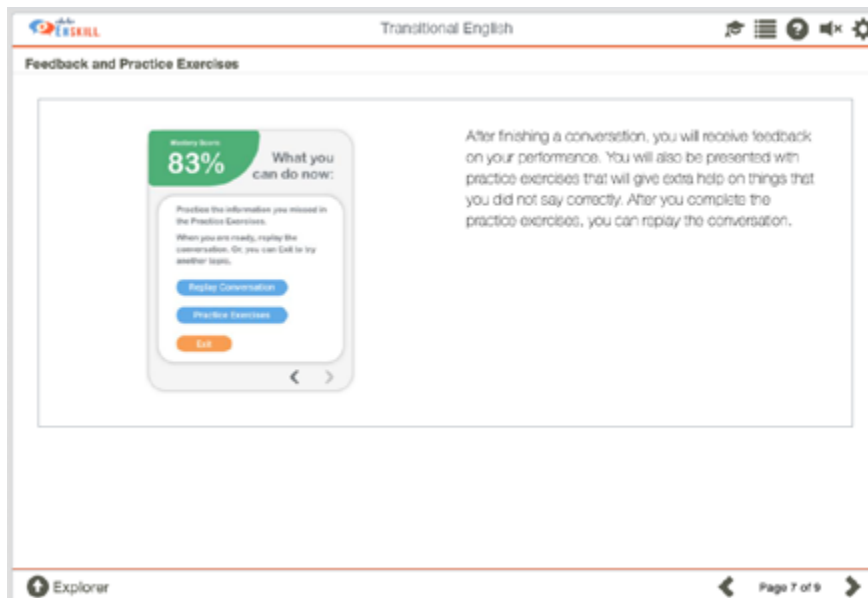 ENSKILL
Transitional English
Feedback and Practice Exercises
Mastery Score
83%
What you
can do now:
Practice the information you missed in
the Practice Exercises.
When you are ready, replay the
conversation. Or, you can Exit to try
another topic.
Replay Conversation
Practice Exercises
Exit
After finishing a conversation, you will receive feedback
on your performance. You will also be presented with
practice exercises that will give extra help on things that
you did not say correctly. After you complete the
practice exercises, you can replay the conversation.
Explorer
Page 7 of 9